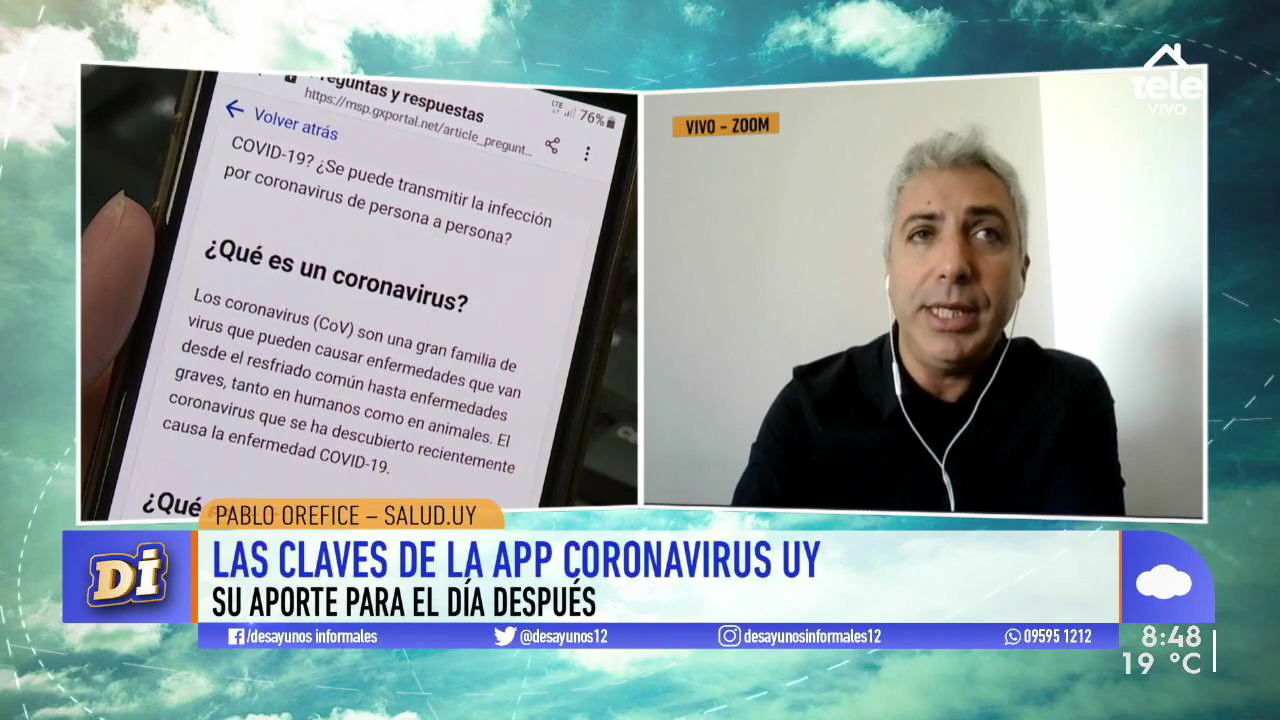 tele
VIVO
Preguntas y respuestas
https://msp.gxportal.net/article_pregunt...
LTE
76%
Volver atrás
COVID-19? ¿Se puede transmitir la infección
por coronavirus de persona a persona?
¿Qué es un coronavirus?
Los coronavirus (CoV) son una gran familia de
virus que pueden causar enfermedades que van
desde el resfriado común hasta enfermedades
graves, tanto en humanos como en animales. El
coronavirus que se ha descubierto recientemente
causa la enfermedad COVID-19.
¿Qué
VIVO – ZOOM
PABLO OREFICE – SALUD.UY
Di
LAS CLAVES DE LA APP CORONAVIRUS UY
SU APORTE PARA EL DÍA DESPUÉS
/desayunos informales
@desayunos12
desayunosinformales12
09595 1212
8:48
19 °C